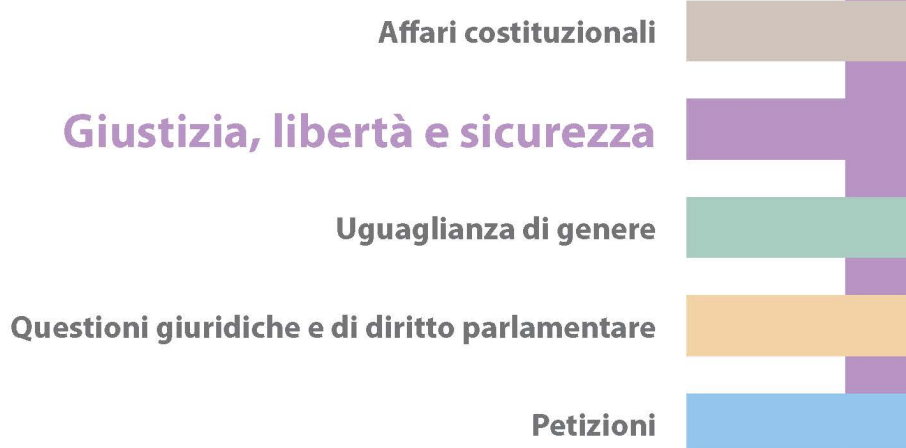 Affari costituzionali
Giustizia, libertà e sicurezza
Uguaglianza di genere
Questioni giuridiche e di diritto parlamentare
Petizioni